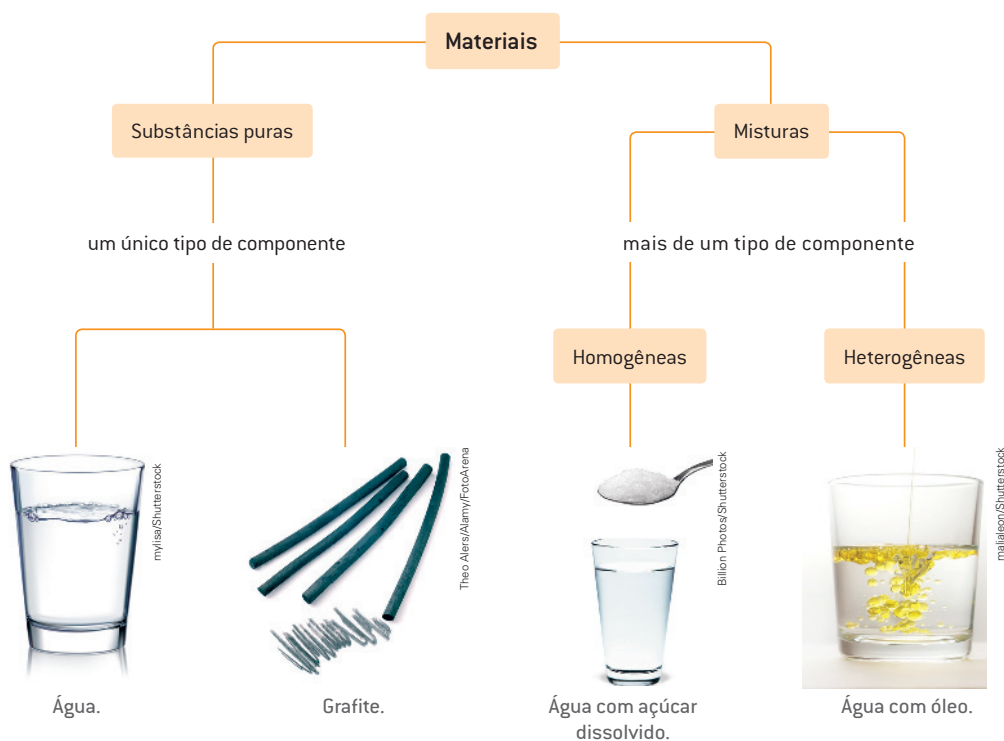 Materiais
Substâncias puras
Misturas
um único tipo de componente
mais de um tipo de componente
Homogêneas
Heterogêneas
mylisa/Shutterstock
Theo Alers/Alamy/FotoArena
Billion Photos/Shutterstock
malialeon/Shutterstock
Água.
Grafite.
Água com açúcar
dissolvido.
Água com óleo.